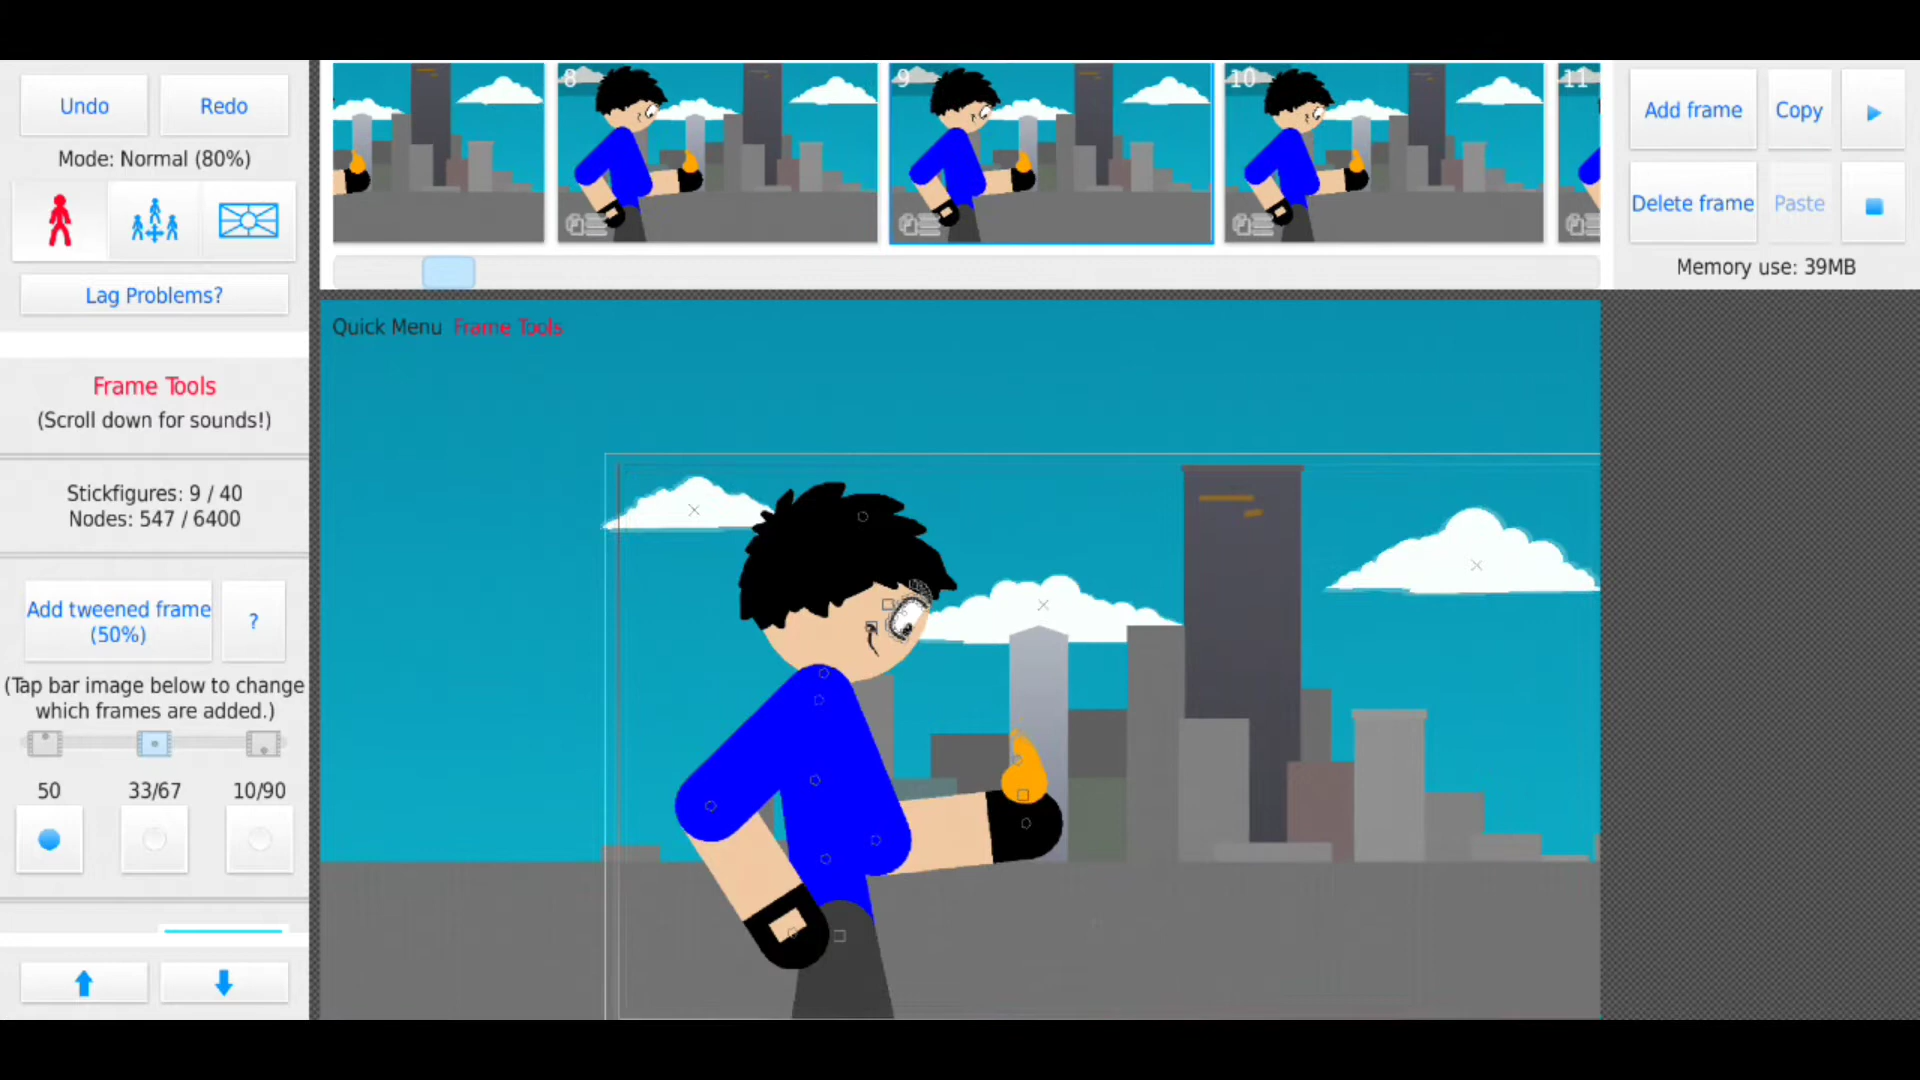 Undo
Redo
Mode: Normal (80%)
Lag Problems?
Frame Tools
(Scroll down for sounds!)
Stickfigures: 9 / 40
Nodes: 547 / 6400
Add tweened frame
(50%)
?
(Tap bar image below to change
which frames are added.)
50
33/67
10/90
8
9
10
11
Add frame
Copy
Delete frame
Paste
Memory use: 39MB
Quick Menu
Frame Tools